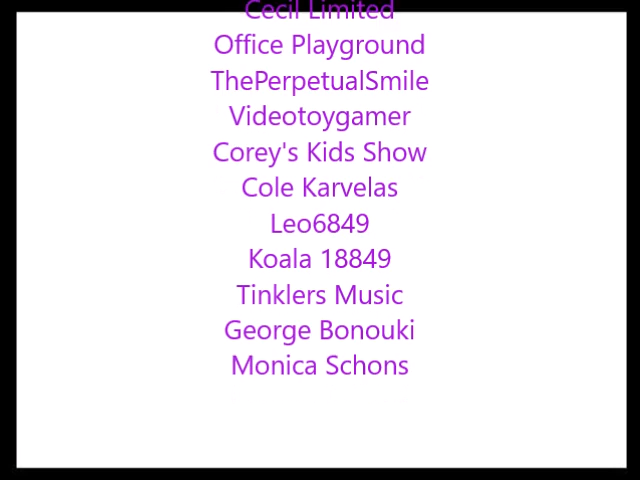 Cecil Limited
Office Playground
ThePerpetualSmile
Videotoygamer
Corey's Kids Show
Cole Karvelas
Leo6849
Koala 18849
Tinklers Music
George Bonouki
Monica Schons